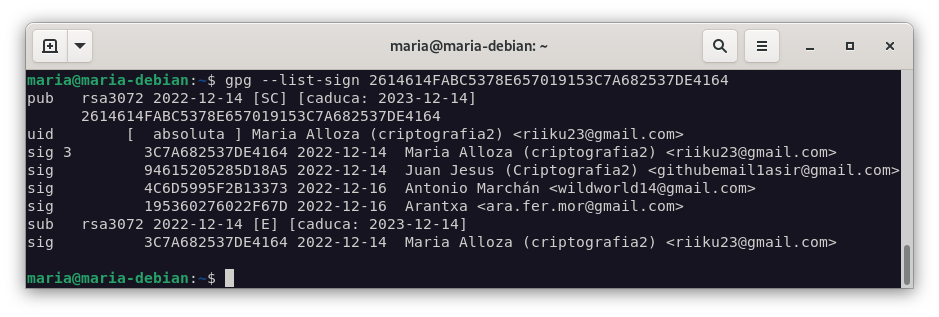 maria@maria-debian: ~
maria@maria-debian:~$ gpg --list-sign 2614614FABC5378E657019153C7A682537DE4164
pub   rsa3072 2022-12-14 [SC] [caduca: 2023-12-14]
      2614614FABC5378E657019153C7A682537DE4164
uid        [  absoluta ] Maria Alloza (criptografia2) <riiku23@gmail.com>
sig 3        3C7A682537DE4164 2022-12-14  Maria Alloza (criptografia2) <riiku23@gmail.com>
sig          94615205285D18A5 2022-12-14  Juan Jesus (Criptografia2) <githubemail1asir@gmail.com>
sig          4C6D5995F2B13373 2022-12-16  Antonio Marchán <wildworld14@gmail.com>
sig          195360276022F67D 2022-12-16  Arantxa <ara.fer.mor@gmail.com>
sub   rsa3072 2022-12-14 [E] [caduca: 2023-12-14]
sig          3C7A682537DE4164 2022-12-14  Maria Alloza (criptografia2) <riiku23@gmail.com>
maria@maria-debian:~$